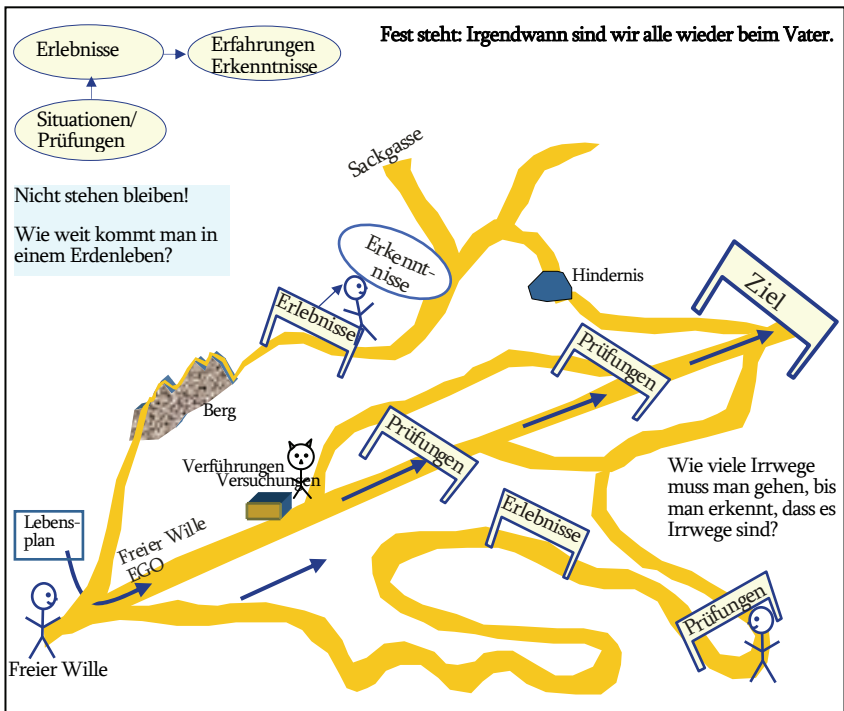 Fest steht: Irgendwann sind wir alle wieder beim Vater.
Erlebnisse
Erfahrungen
Erkenntnisse
Situationen/
Prüfungen
Nicht stehen bleiben!
Wie weit kommt man in
einem Erdenleben?
Sackgasse
Erkennt-
nisse
Erlebnisse
Hindernis
Ziel
Berg
Prüfungen
Prüfungen
Verführungen
Versuchungen
Wie viele Irrwege
muss man gehen, bis
man erkennt, dass es
Irrwege sind?
Erlebnisse
Lebens-
plan
Freier Wille
EGO
Prüfungen
Freier Wille